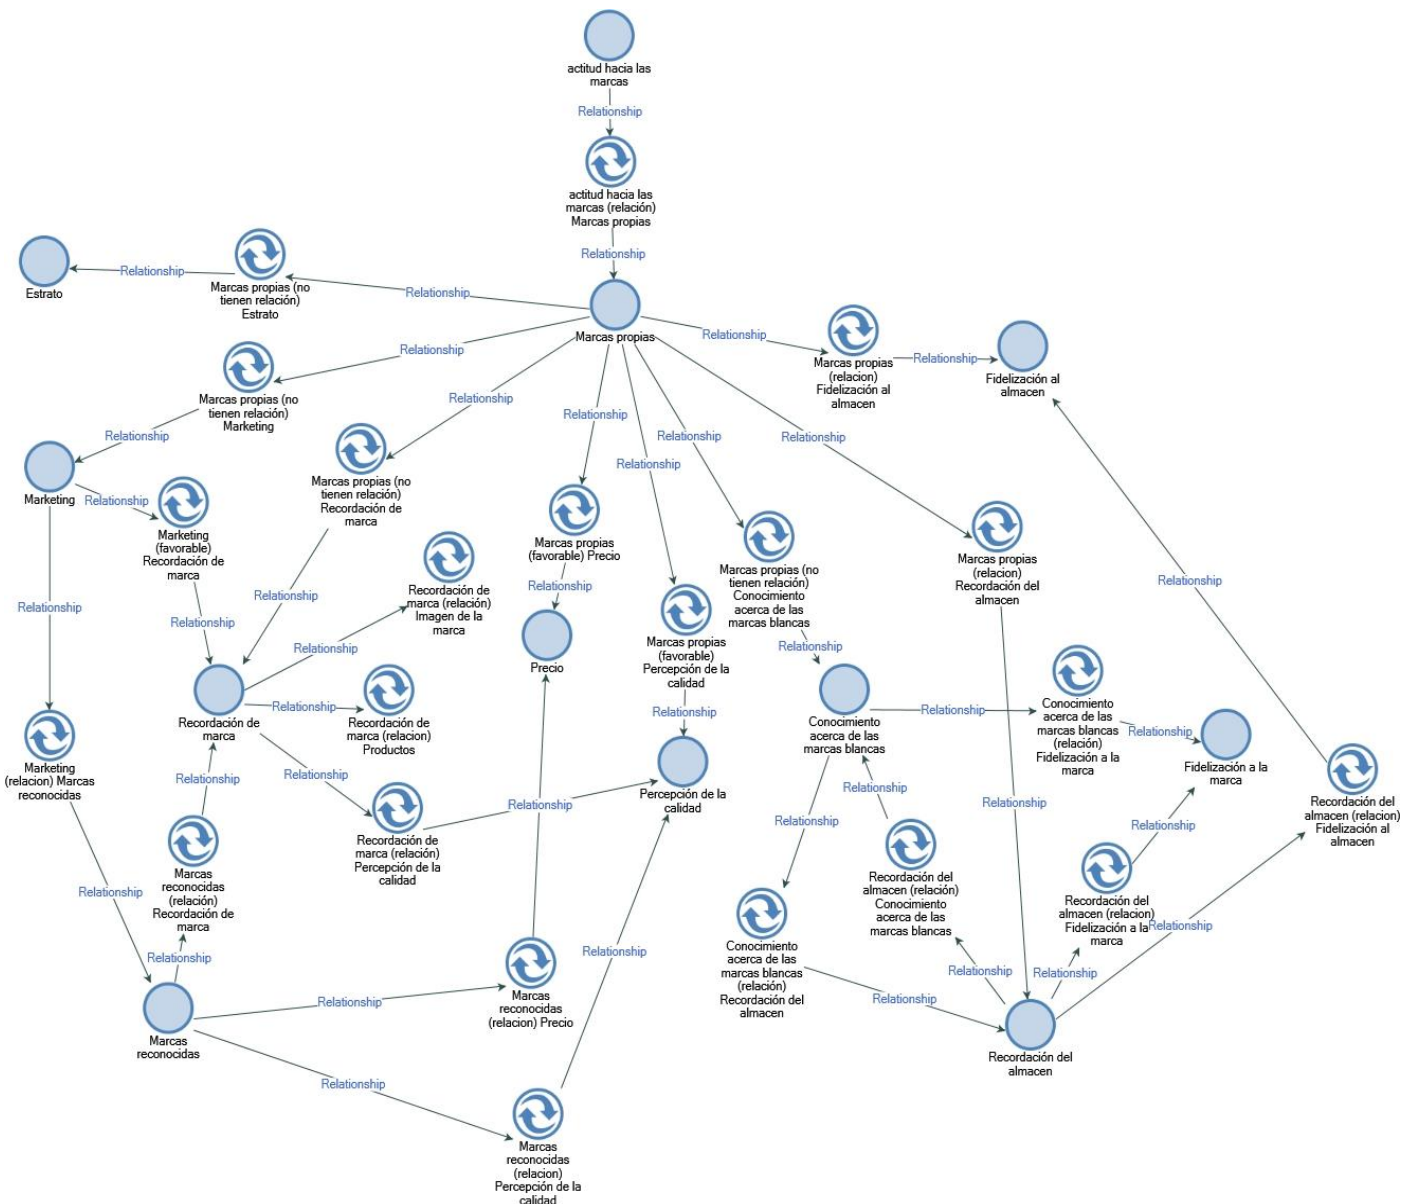 actitud hacia las
marcas
Relationship
actitud hacia las
marcas (relación)
Marcas propias
Relationship
Estrato
Relationship
Marcas propias (no
tienen relación)
Estrato
Relationship
Marcas propias
Relationship
Marcas propias
(relacion)
Fidelización al
almacen
Relationship
Fidelización al
almacen
Relationship
Marcas propias (no
tienen relación)
Marketing
Relationship
Marketing
Relationship
Marketing
(favorable)
Recordación de
marca
Relationship
Marcas propias (no
tienen relación)
Recordación de
marca
Relationship
Recordación de
marca (relación)
Imagen de la
marca
Relationship
Marcas propias
(favorable) Precio
Relationship
Precio
Relationship
Marcas propias
(favorable)
Percepción de la
calidad
Relationship
Relationship
Marcas propias (no
tienen relación)
Conocimiento
acerca de las
marcas blancas
Relationship
Relationship
Marcas propias
(relacion)
Recordación del
almacen
Relationship
Relationship
Relationship
Relationship
Relationship
Recordación de
marca
Relationship
Recordación de
marca (relacion)
Productos
Relationship
Recordación de
marca (relación)
Percepción de la
calidad
Relationship
Percepción de la
calidad
Conocimiento
acerca de las
marcas blancas
Relationship
Conocimiento
acerca de las
marcas blancas
(relación)
Fidelización a la
marca
Relationship
Fidelización a la
marca
Recordación del
almacen (relacion)
Fidelización al
almacen
Marketing
(relacion) Marcas
reconocidas
Relationship
Relationship
Marcas
reconocidas
(relación)
Recordación de
marca
Relationship
Marcas
reconocidas
Relationship
Marcas
reconocidas
(relacion) Precio
Relationship
Marcas
reconocidas
(relacion)
Percepción de la
calidad
Relationship
Relationship
Conocimiento
acerca de las
marcas blancas
(relación)
Recordación del
almacen
Relationship
Relationship
Recordación del
almacen (relación)
Conocimiento
acerca de las
marcas blancas
Relationship
Relationship
Recordación del
almacen (relacion)
Fidelización a la
marca
Relationship
Relationship
Relationship
Recordación del
almacen